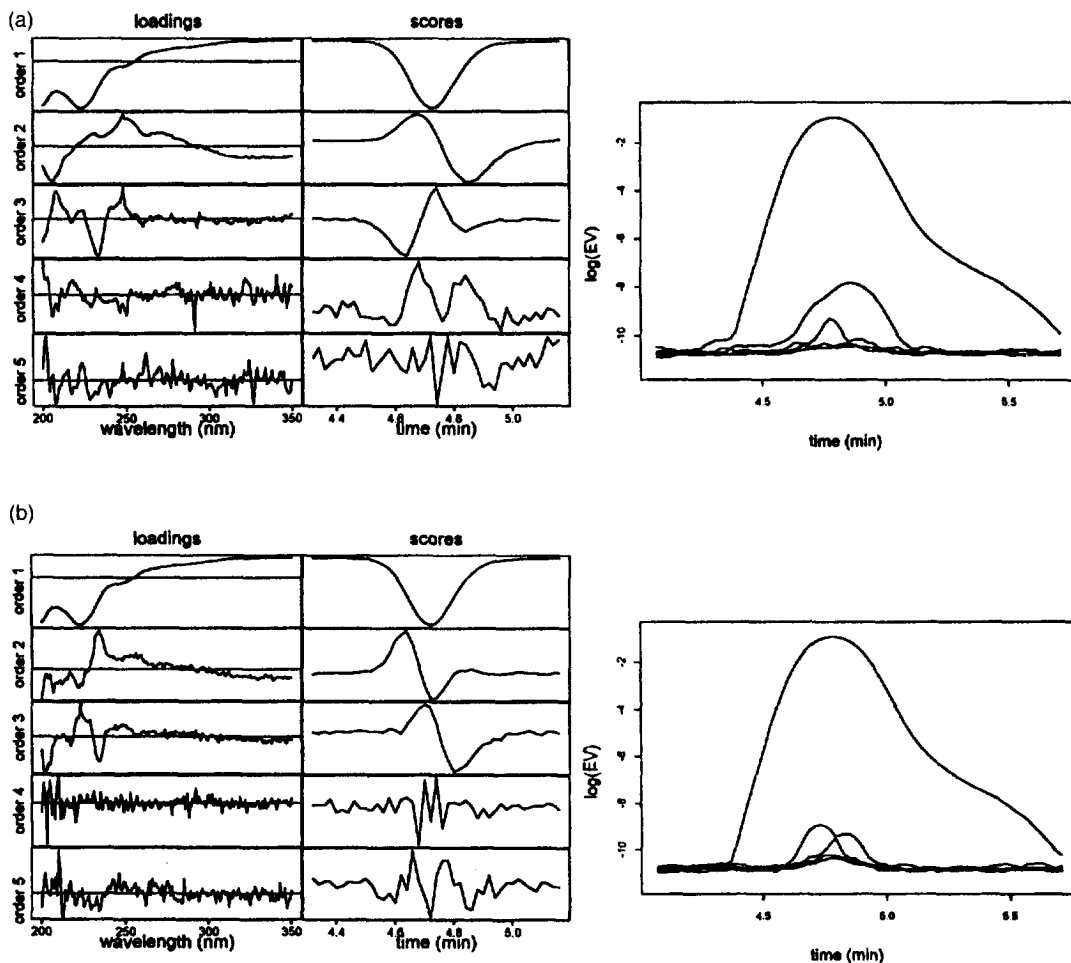 (a)
loadings
scores
order 1
order 2
order 3
order 4
order 5
200
250
300
350
wavelength (nm)
4.4
4.6
4.8
5.0
time (min)
log(EV)
-2
-4
-6
-8
-10
4.5
5.0
5.5
time (min)
(b)
loadings
scores
order 1
order 2
order 3
order 4
order 5
200
250
300
350
wavelength (nm)
4.4
4.6
4.8
5.0
time (min)
log(EV)
-2
-4
-6
-8
-10
4.5
5.0
5.5
time (min)